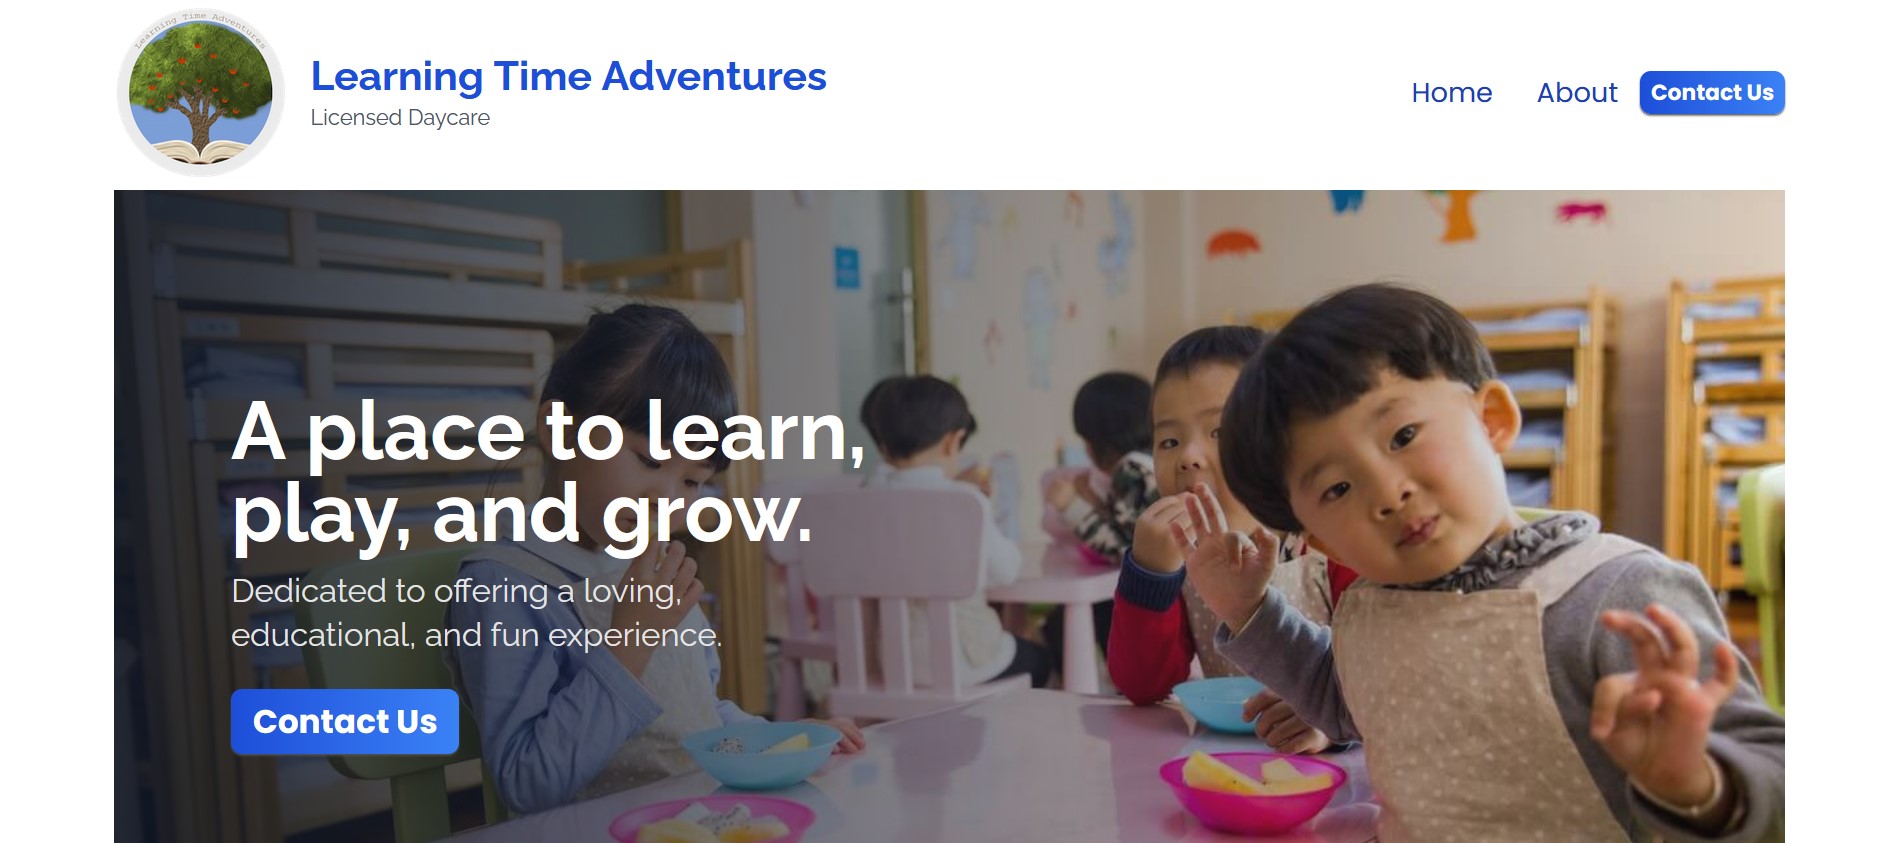 Learning Time Adventures
Learning Time Adventures
Licensed Daycare
Home
About
Contact Us
A place to learn,
play, and grow.
Dedicated to offering a loving,
educational, and fun experience.
Contact Us